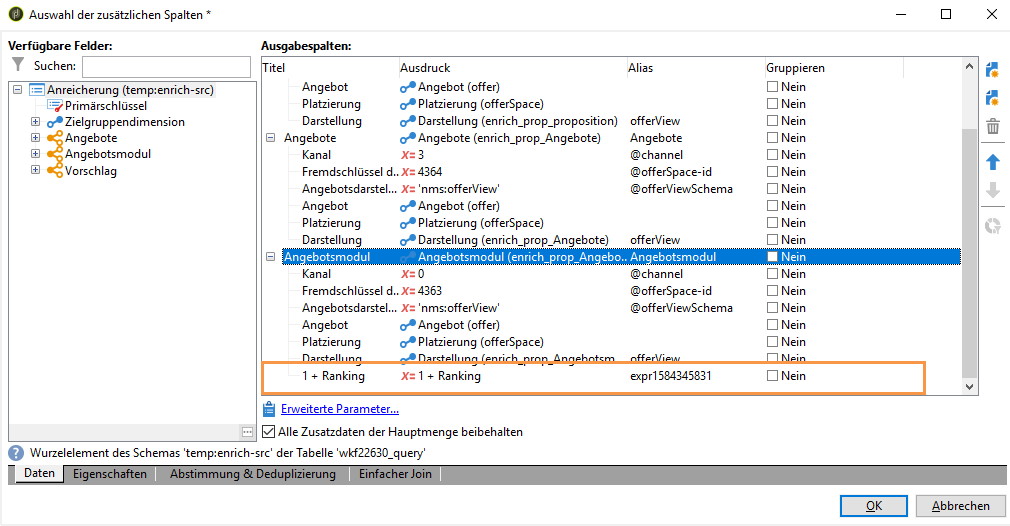 Auswahl der zusätzlichen Spalten *
Verfügbare Felder:
Suchen:
Anreicherung (temp:enrich-src)
Primärschlüssel
Zielgruppendimension
Angebote
Angebotsmodul
Vorschlag
Ausgabespalten:
Titel Ausdruck Alias Gruppieren
Angebot Angebot (offer) Nein
Platzierung Platzierung (offerSpace) Nein
Darstellung Darstellung (enrich_prop_proposition) offerView Nein
Angebote Angebote (enrich_prop_Angebote) Angebote Nein
Kanal X= 3 @channel Nein
Fremdschlüssel d... X= 4364 @offerSpace-id Nein
Angebotsdarstel... X= 'nms:offerView' @offerViewSchema Nein
Angebot Angebot (offer) Nein
Platzierung Platzierung (offerSpace) Nein
Darstellung Darstellung (enrich_prop_Angebote) offerView Nein
Angebotsmodul Angebotsmodul (enrich_prop_Angebo... Angebotsmodul Nein
Kanal X= 0 @channel Nein
Fremdschlüssel d... X= 4363 @offerSpace-id Nein
Angebotsdarstel... X= 'nms:offerView' @offerViewSchema Nein
Angebot Angebot (offer) Nein
Platzierung Platzierung (offerSpace) Nein
Darstellung Darstellung (enrich_prop_Angebotsm... offerView Nein
1 + Ranking X= 1 + Ranking expr1584345831 Nein
Erweiterte Parameter...
Alle Zusatzdaten der Hauptmenge beibehalten
Wurzelelement des Schemas 'temp:enrich-src' der Tabelle 'wkf22630_query'
Daten Eigenschaften Abstimmung & Deduplizierung Einfacher Join
OK Abbrechen